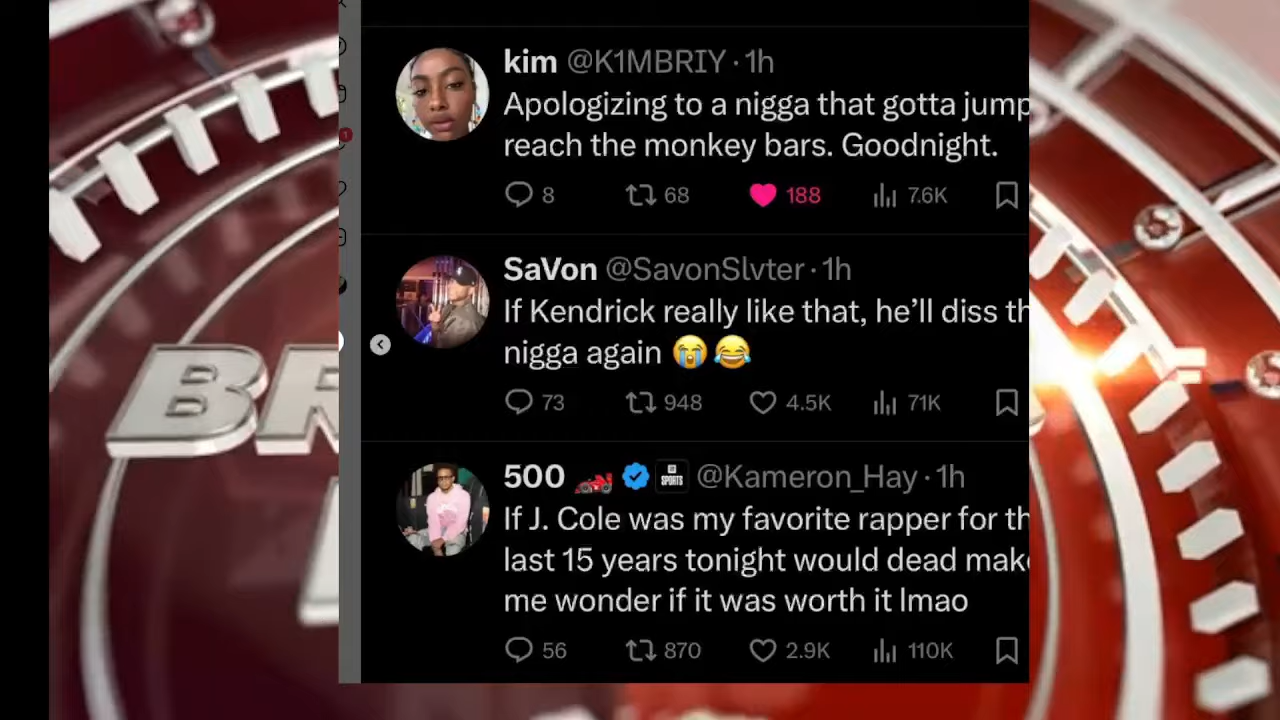 kim @K1MBRIY · 1h
Apologizing to a nigga that gotta jump
reach the monkey bars. Goodnight.
8 68 188 7.6K
SaVon @SavonSlvter · 1h
If Kendrick really like that, he’ll diss th
nigga again 😭😂
73 948 4.5K 71K
500 🏎️ SPORTS @Kameron_Hay · 1h
If J. Cole was my favorite rapper for th
last 15 years tonight would dead mak
me wonder if it was worth it lmao
56 870 2.9K 110K
1
BR